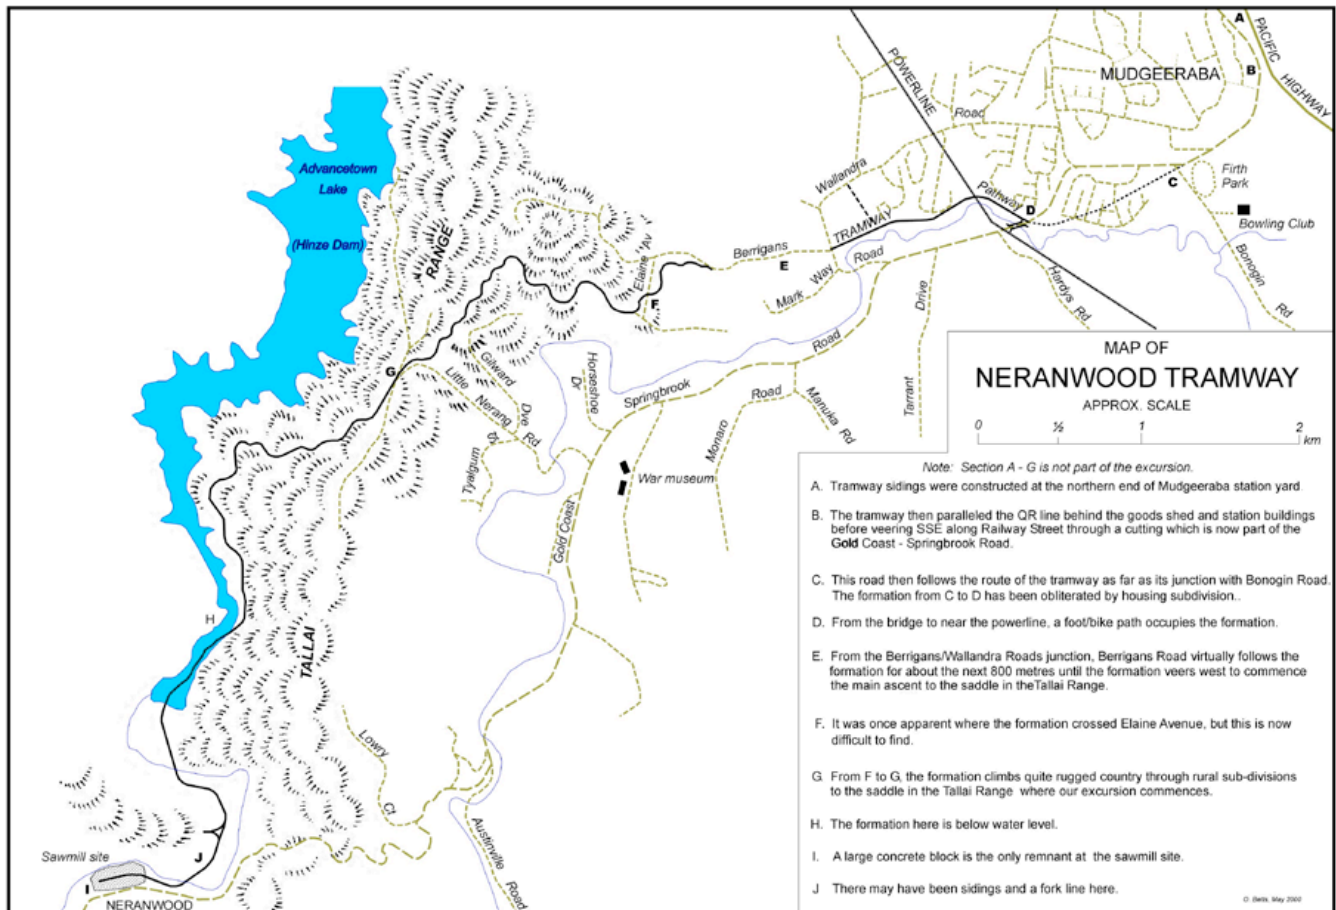 A
PACIFIC
HIGHWAY
B
MUDGEERABA
POWERLINE
Road
Wallandra
Pathway
C
Firth
Park
D
Bowling Club
Bonogin
Rd
TRAMWAY
Advancetown
Lake
(Hinze Dam)
RANGE
Elaine Av
Berrigans
E
Road
Mark Way
Hardys Rd
Drive
Tarrant
F
G
Gilward
Dve
Little
Nerang
Rd
Horseshoe
Dr
Springbrook
Road
Monaro
Road
Manuka Rd
Tyalgum
War museum
Gold Coast
H
TALLAI
Lowry
Ct
Austinville
Road
J
Sawmill site
I
NERANWOOD
MAP OF
NERANWOOD TRAMWAY
APPROX. SCALE
0 ½ 1 2
km
Note: Section A - G is not part of the excursion.
A. Tramway sidings were constructed at the northern end of Mudgeeraba station yard
B. The tramway then paralleled the QR line behind the goods shed and station buildings
before veering SSE along Railway Street through a cutting which is now part of the
Gold Coast - Springbrook Road.
C. This road then follows the route of the tramway as far as its junction with Bonogin Road.
The formation from C to D has been obliterated by housing subdivision..
D. From the bridge to near the powerline, a foot/bike path occupies the formation.
E. From the Berrigans/Wallandra Roads junction, Berrigans Road virtually follows the
formation for about the next 800 metres until the formation veers west to commence
the main ascent to the saddle in theTallai Range.
F. It was once apparent where the formation crossed Elaine Avenue, but this is now
difficult to find.
G. From F to G, the formation climbs quite rugged country through rural sub-divisions
to the saddle in the Tallai Range where our excursion commences.
H. The formation here is below water level.
I. A large concrete block is the only remnant at the sawmill site.
J There may have been sidings and a fork line here.
D. Betts, May 2000